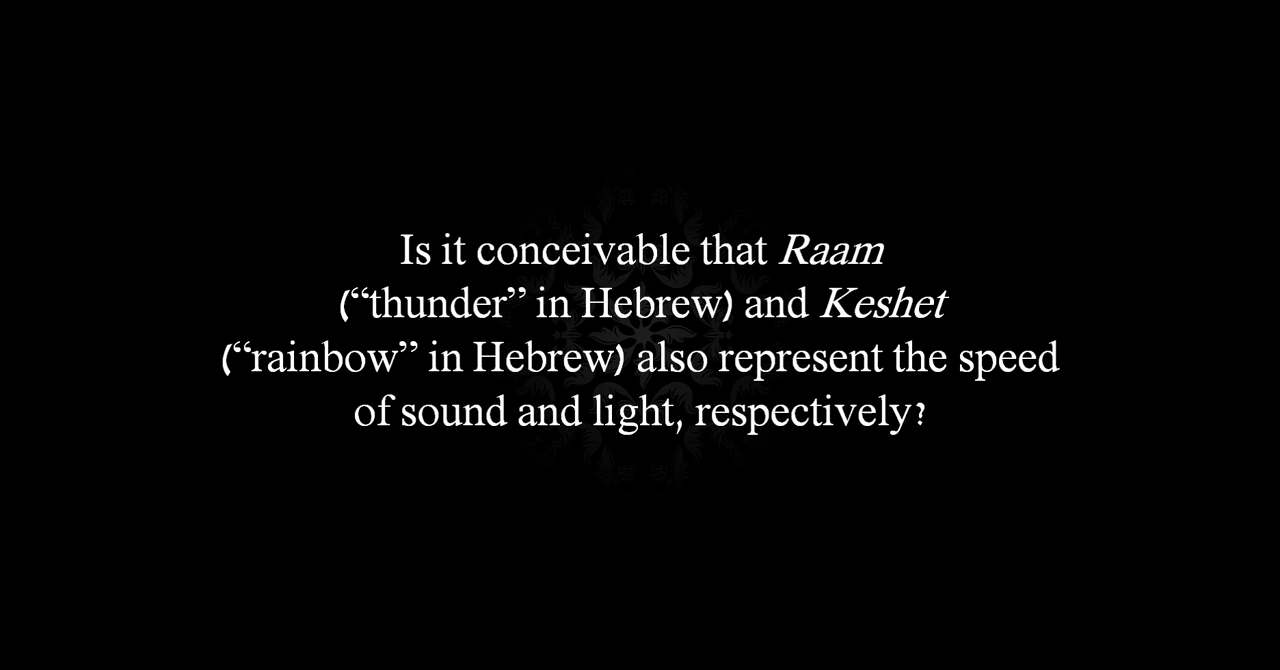 Is it conceivable that Raam
(“thunder” in Hebrew) and Keshet
(“rainbow” in Hebrew) also represent the speed
of sound and light, respectively?